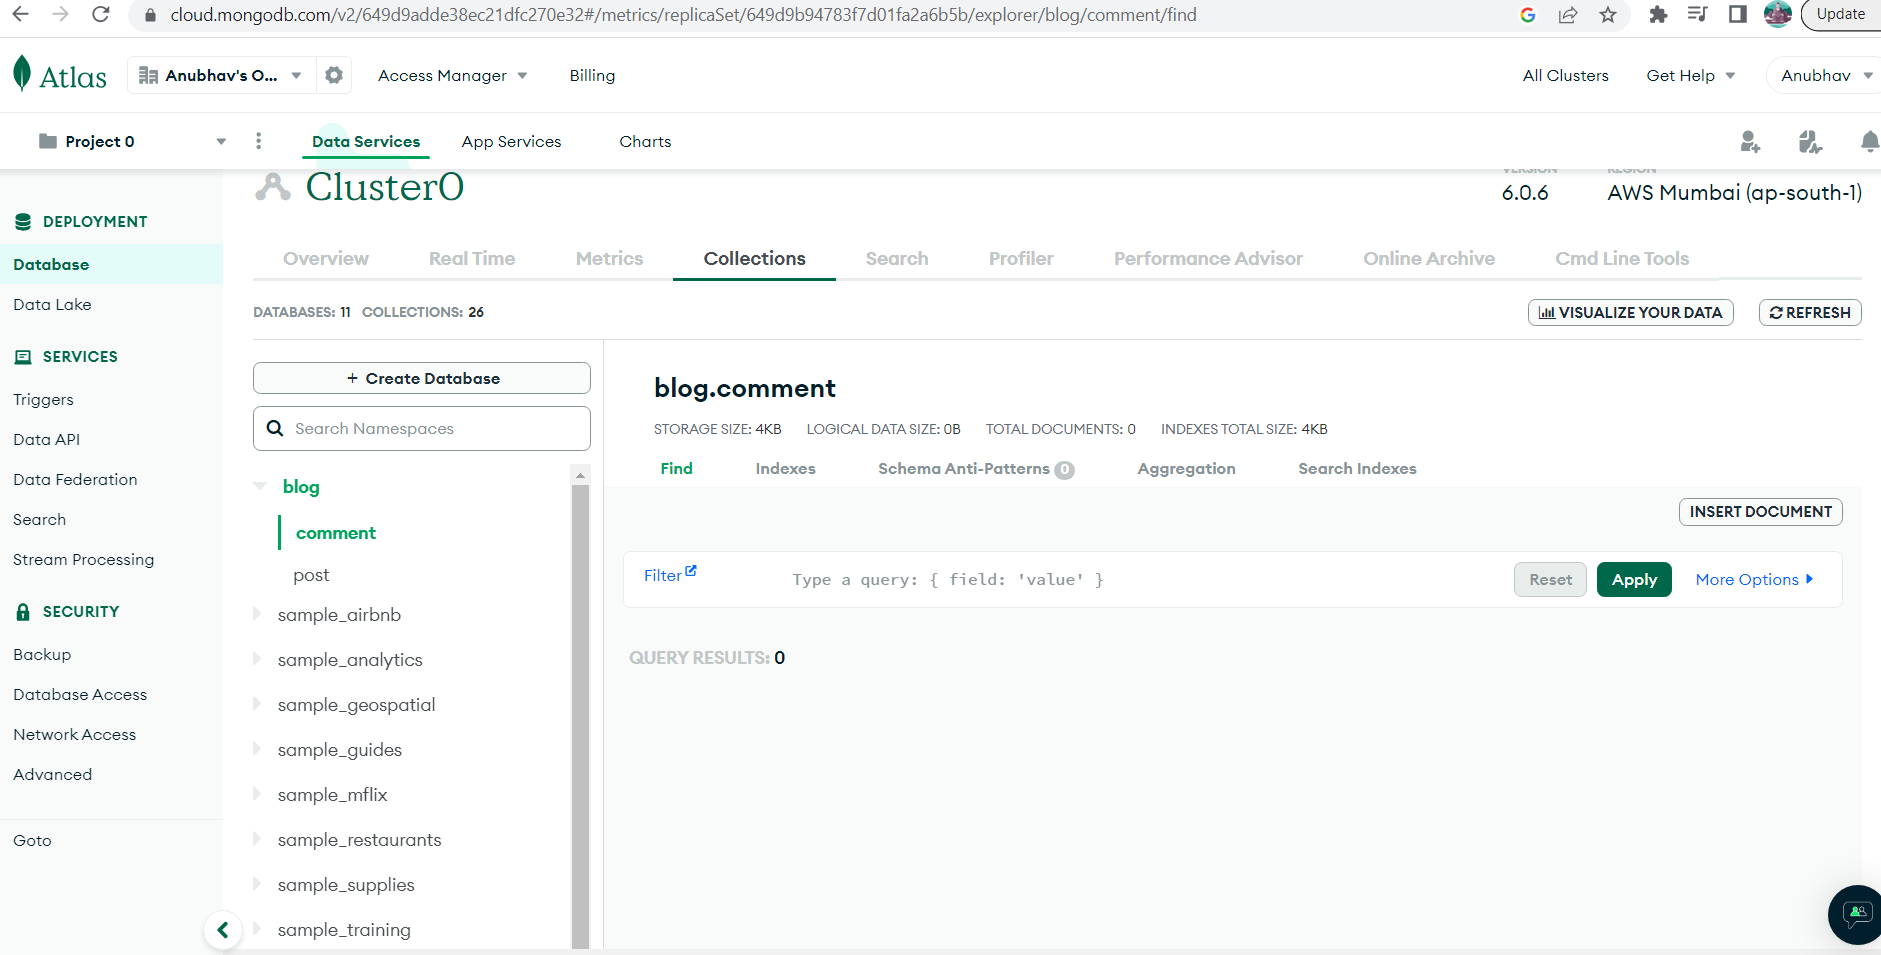 cloud.mongodb.com/v2/649d9adde38ec21dfc270e32#/metrics/replicaSet/649d9b94783f7d01fa2a6b5b/explorer/blog/comment/find
Update
Atlas
Anubhav's O...
Access Manager
Billing
All Clusters
Get Help
Anubhav
Project 0
Data Services
App Services
Charts
Cluster0
VERSION
REGION
6.0.6
AWS Mumbai (ap-south-1)
DEPLOYMENT
Database
Data Lake
SERVICES
Triggers
Data API
Data Federation
Search
Stream Processing
SECURITY
Backup
Database Access
Network Access
Advanced
Goto
Overview
Real Time
Metrics
Collections
Search
Profiler
Performance Advisor
Online Archive
Cmd Line Tools
DATABASES: 11 COLLECTIONS: 26
VISUALIZE YOUR DATA
REFRESH
+ Create Database
Search Namespaces
blog
comment
post
sample_airbnb
sample_analytics
sample_geospatial
sample_guides
sample_mflix
sample_restaurants
sample_supplies
sample_training
blog.comment
STORAGE SIZE: 4KB LOGICAL DATA SIZE: 0B TOTAL DOCUMENTS: 0 INDEXES TOTAL SIZE: 4KB
Find
Indexes
Schema Anti-Patterns 0
Aggregation
Search Indexes
INSERT DOCUMENT
Filter
Type a query: { field: 'value' }
Reset
Apply
More Options
QUERY RESULTS: 0